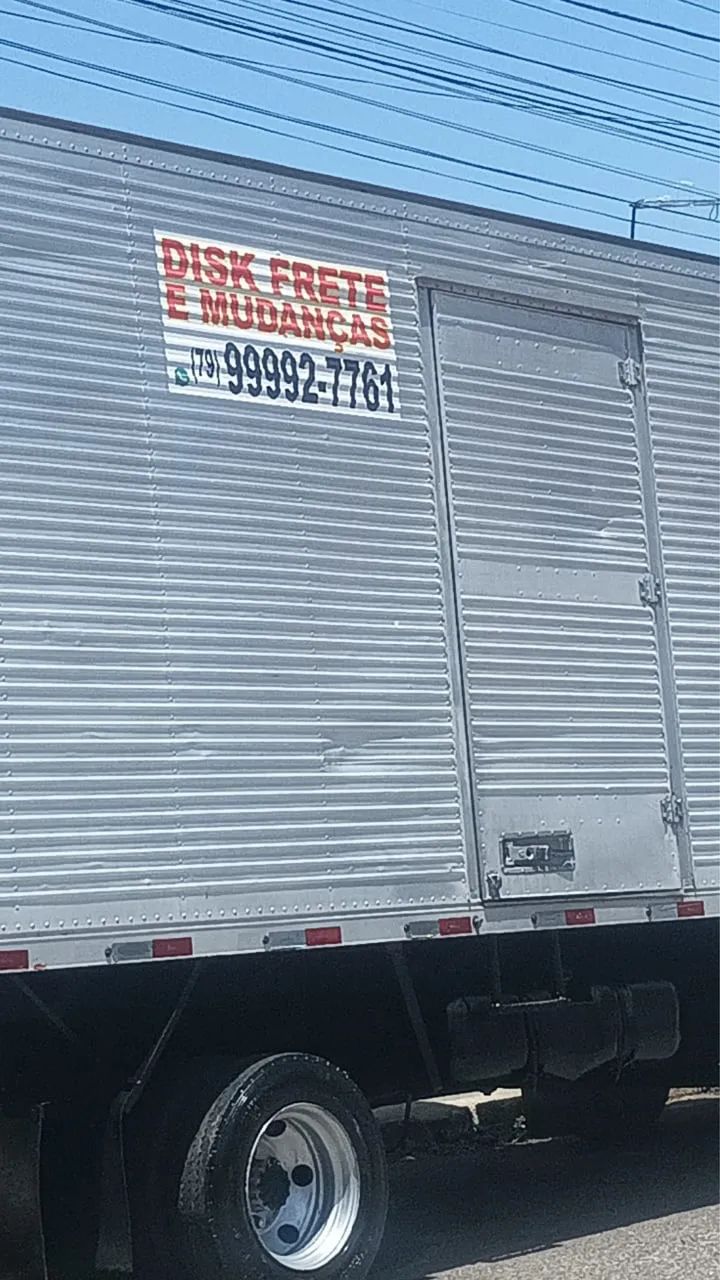 DISK FRETE
E MUDANÇAS
(79) 99992-7761